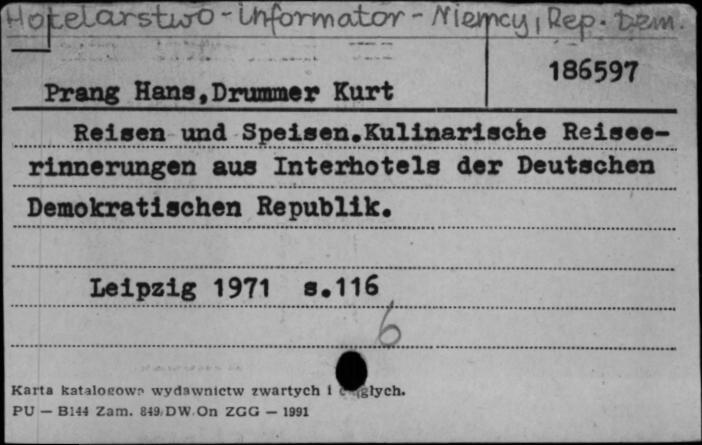 Hotelarstwo - informator - Niemcy, Rep. Dem.
186597
Prang Hans,Drummer Kurt
Reisen und Speisen.Kulinarische Reisee-
rinnerungen aus Interhotels der Deutschen
Demokratischen Republik.
Leipzig 1971 s.116
6
Karta katalogowa wydawnictw zwartych i ciągłych.
PU — B144 Zam. 849/DW/On ZGG — 1991